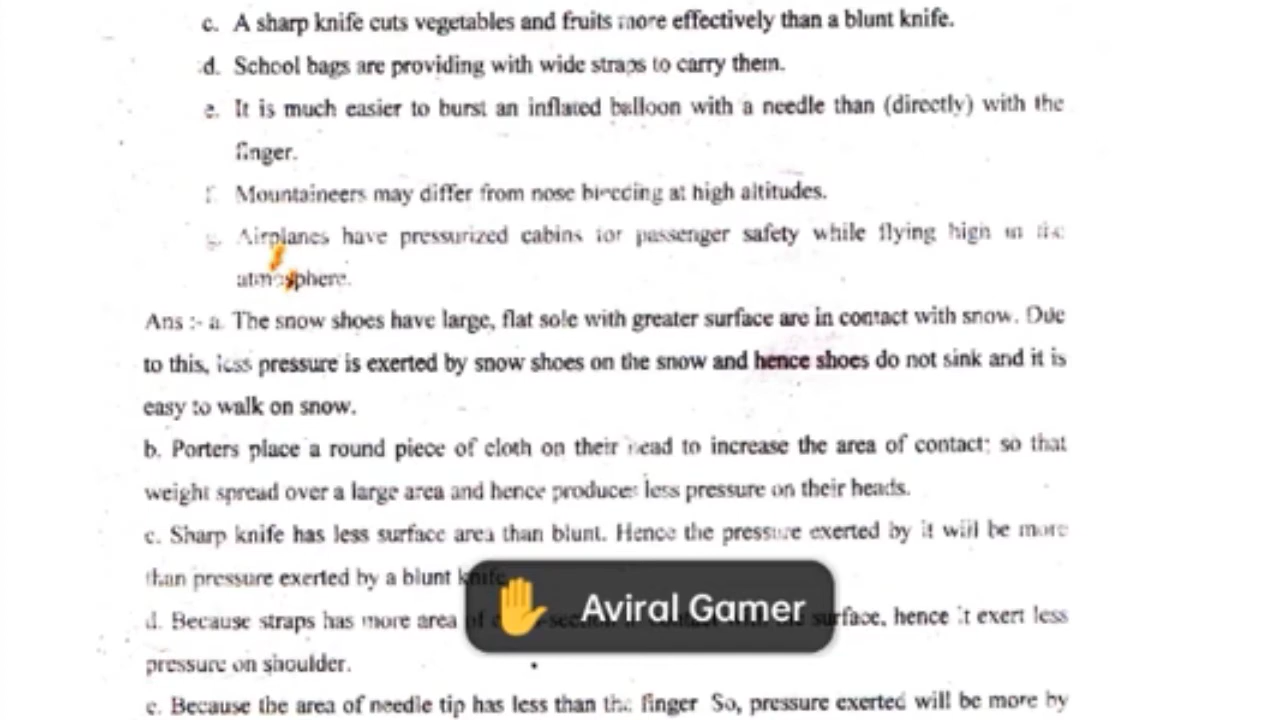 c. A sharp knife cuts vegetables and fruits more effectively than a blunt knife.
d. School bags are providing with wide straps to carry them.
e. It is much easier to burst an inflated balloon with a needle than (directly) with the
finger.
f. Mountaineers may differ from nose bleeding at high altitudes.
g. Airplanes have pressurized cabins for passenger safety while flying high in the
atmosphere.
Ans :- a. The snow shoes have large, flat sole with greater surface are in contact with snow. Due
to this, less pressure is exerted by snow shoes on the snow and hence shoes do not sink and it is
easy to walk on snow.
b. Porters place a round piece of cloth on their head to increase the area of contact; so that
weight spread over a large area and hence produces less pressure on their heads.
c. Sharp knife has less surface area than blunt. Hence the pressure exerted by it will be more
than pressure exerted by a blunt knife
d. Because straps has more area surface, hence it exert less
Aviral Gamer
pressure on shoulder.
e. Because the area of needle tip has less than the finger So, pressure exerted will be more by